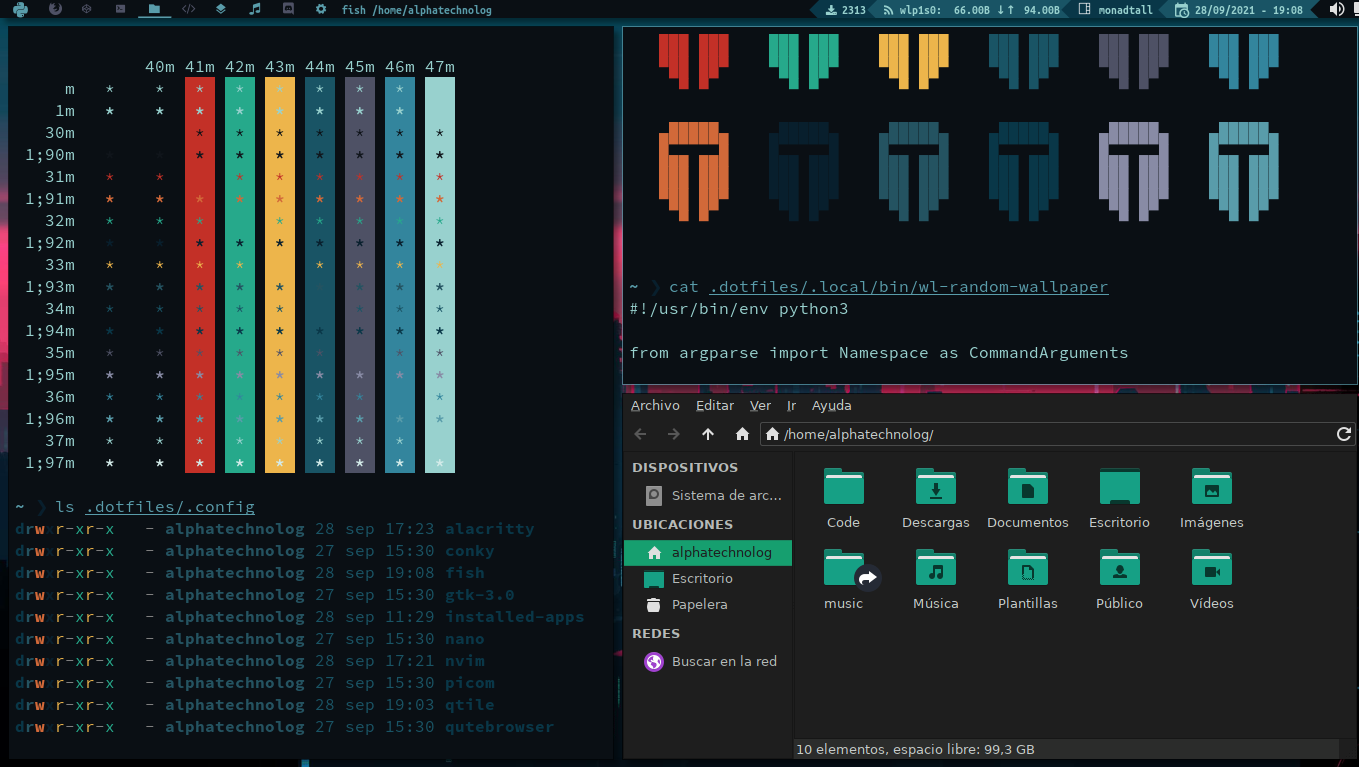 fish /home/alphatechnolog
2313 wlp1s0: 66.00B ↓↑ 94.00B monadtall 28/09/2021 - 19:08
40m 41m 42m 43m 44m 45m 46m 47m
m * * * * * * * *
1m * * * * * * * *
30m * * * * * * *
1;90m * * * * * * *
31m * * * * * * * *
1;91m * * * * * * * * *
32m * * * * * * * *
1;92m * * * * * * * * *
33m * * * * * * * *
1;93m * * * * * * * *
34m * * * * * * * *
1;94m * * * * * * * * *
35m * * * * * * * *
1;95m * * * * * * * * *
36m * * * * * * * *
1;96m * * * * * * * * *
37m * * * * * * * *
1;97m * * * * * * * * *
~ ❯ ls .dotfiles/.config
drwxr-xr-x - alphatechnolog 28 sep 17:23 alacritty
drwxr-xr-x - alphatechnolog 27 sep 15:30 conky
drwxr-xr-x - alphatechnolog 28 sep 19:08 fish
drwxr-xr-x - alphatechnolog 27 sep 15:30 gtk-3.0
drwxr-xr-x - alphatechnolog 28 sep 11:29 installed-apps
drwxr-xr-x - alphatechnolog 27 sep 15:30 nano
drwxr-xr-x - alphatechnolog 28 sep 17:21 nvim
drwxr-xr-x - alphatechnolog 27 sep 15:30 picom
drwxr-xr-x - alphatechnolog 28 sep 19:03 qtile
drwxr-xr-x - alphatechnolog 27 sep 15:30 qutebrowser
~ ❯ cat .dotfiles/.local/bin/wl-random-wallpaper
#!/usr/bin/env python3
from argparse import Namespace as CommandArguments
Archivo Editar Ver Ir Ayuda
/home/alphatechnolog/
DISPOSITIVOS
Sistema de arc...
UBICACIONES
alphatechnolog
Escritorio
Papelera
REDES
Buscar en la red
Code Descargas Documentos Escritorio Imágenes
music Música Plantillas Público Vídeos
10 elementos, espacio libre: 99,3 GB